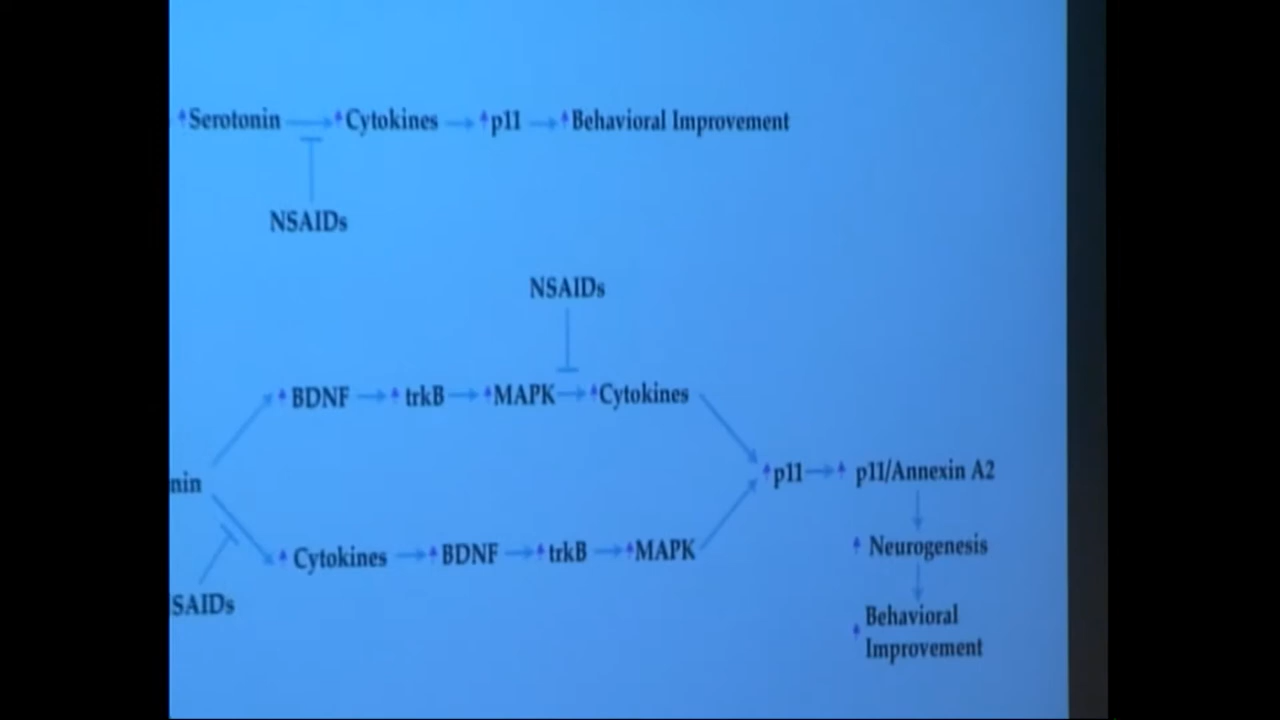 Serotonin Cytokines p11 Behavioral Improvement
NSAIDs
NSAIDs
BDNF trkB MAPK Cytokines
nin
p11 p11/Annexin A2
Cytokines BDNF trkB MAPK
Neurogenesis
SAIDs
Behavioral
Improvement